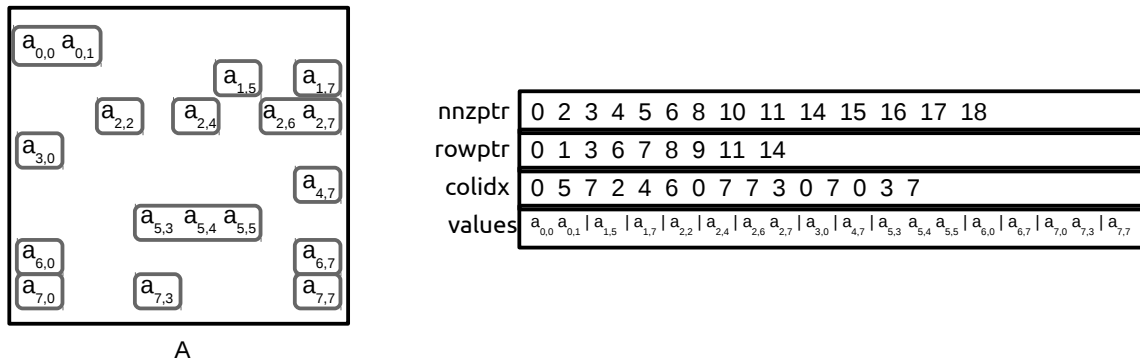 a0,0 a0,1
a1,5 a1,7
a2,2 a2,4 a2,6 a2,7
a3,0
a4,7
a5,3 a5,4 a5,5
a6,0 a6,7
a7,0 a7,3 a7,7
A
nnzptr 0 2 3 4 5 6 8 10 11 14 15 16 17 18
rowptr 0 1 3 6 7 8 9 11 14
colidx 0 5 7 2 4 6 0 7 7 3 0 7 0 3 7
values a0,0 a0,1 | a1,5 | a1,7 | a2,2 | a2,4 | a2,6 a2,7 | a3,0 | a4,7 | a5,3 a5,4 a5,5 | a6,0 | a6,7 | a7,0 a7,3 | a7,7